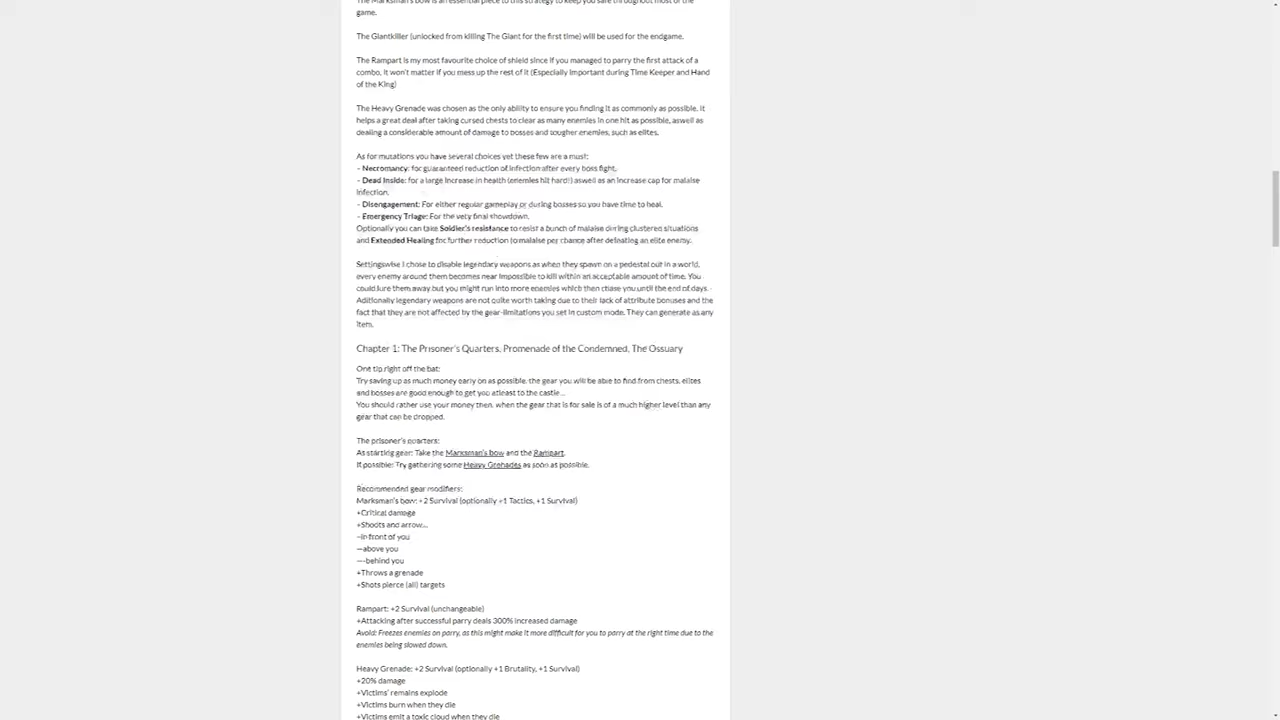 The Marksman's bow is an essential piece to this strategy to keep you safe throughout most of the
game.
The Giantkiller (unlocked from killing The Giant for the first time) will be used for the endgame.
The Rampart is my most favourite choice of shield since if you managed to parry the first attack of a
combo, it won't matter if you mess up the rest of it (Especially important during Time Keeper and Hand
of the King)
The Heavy Grenade was chosen as the only ability to ensure you finding it as commonly as possible. It
helps a great deal after taking cursed chests to clear as many enemies in one hit as possible, aswell as
dealing a considerable amount of damage to bosses and tougher enemies, such as elites.
As for mutations you have several choices yet these few are a must:
- Necromancy: for guaranteed reduction of infection after every boss fight.
- Dead Inside: for a large increase in health (enemies hit hard!) aswell as an increase cap for malaise
infection.
- Disengagement: For either regular gameplay or during bosses so you have time to heal.
- Emergency Triage: For the very final showdown.
Optionally you can take Soldier's resistance to resist a bunch of malaise during clustered situations
and Extended Healing for further reduction (omalaise per chance after defeating an elite enemy.
Settingswise I chose to disable legendary weapons as when they spawn on a pedestal out in a world,
every enemy around them becomes near impossible to kill within an acceptable amount of time. You
could lure them away but you might run into more enemies which then chase you until the end of days.
Aditionally legendary weapons are not quite worth taking due to their lack of attribute bonuses and the
fact that they are not affected by the gear-limitations you set in custom mode. They can generate as any
item.
Chapter 1: The Prisoner's Quarters, Promenade of the Condemned, The Ossuary
One tip right off the bat:
Try saving up as much money early on as possible, the gear you will be able to find from chests, elites
and bosses are good enough to get you atleast to the castle...
You should rather use your money then, when the gear that is for sale is of a much higher level than any
gear that can be dropped.
The prisoner's quarters:
As starting gear: Take the Marksman's bow and the Rampart.
If possible: Try gathering some Heavy Grenades as soon as possible.
Recommended gear modifiers:
Marksman's bow: +2 Survival (optionally +1 Tactics, +1 Survival)
+Critical damage
+Shoots and arrow...
-in front of you
--above you
---behind you
+Throws a grenade
+Shots pierce (all) targets
Rampart: +2 Survival (unchangeable)
+Attacking after successful parry deals 300% increased damage
Avoid: Freezes enemies on parry, as this might make it more difficult for you to parry at the right time due to the
enemies being slowed down.
Heavy Grenade: +2 Survival (optionally +1 Brutality, +1 Survival)
+20% damage
+Victims' remains explode
+Victims burn when they die
+Victims emit a toxic cloud when they die